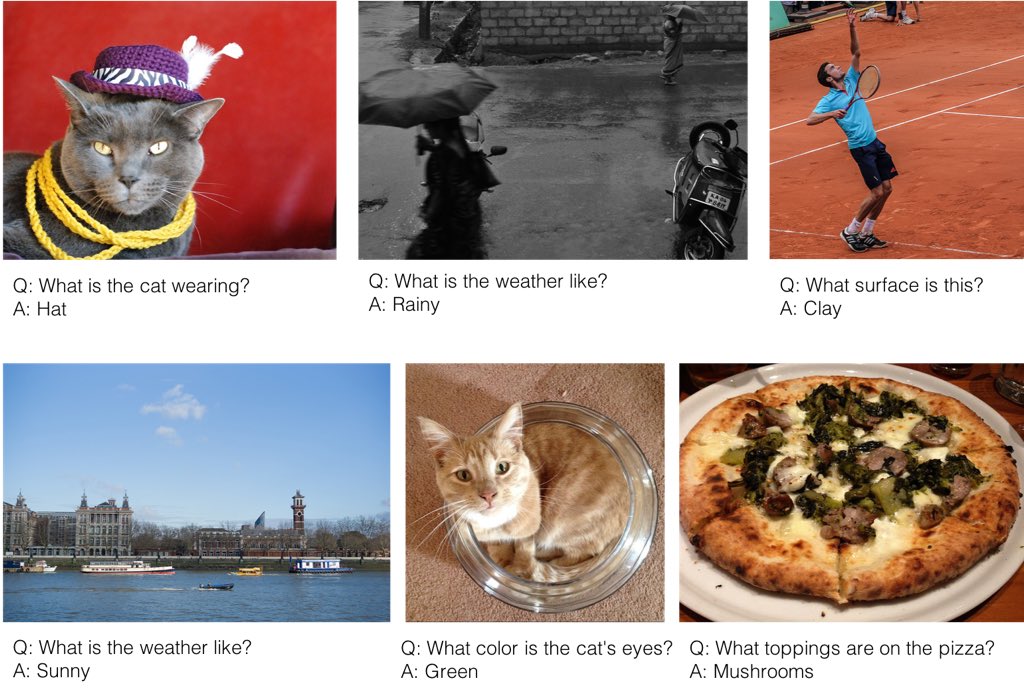 Q: What is the cat wearing?
A: Hat
Q: What is the weather like?
A: Rainy
Q: What surface is this?
A: Clay
Q: What is the weather like?
A: Sunny
Q: What color is the cat's eyes?
A: Green
Q: What toppings are on the pizza?
A: Mushrooms